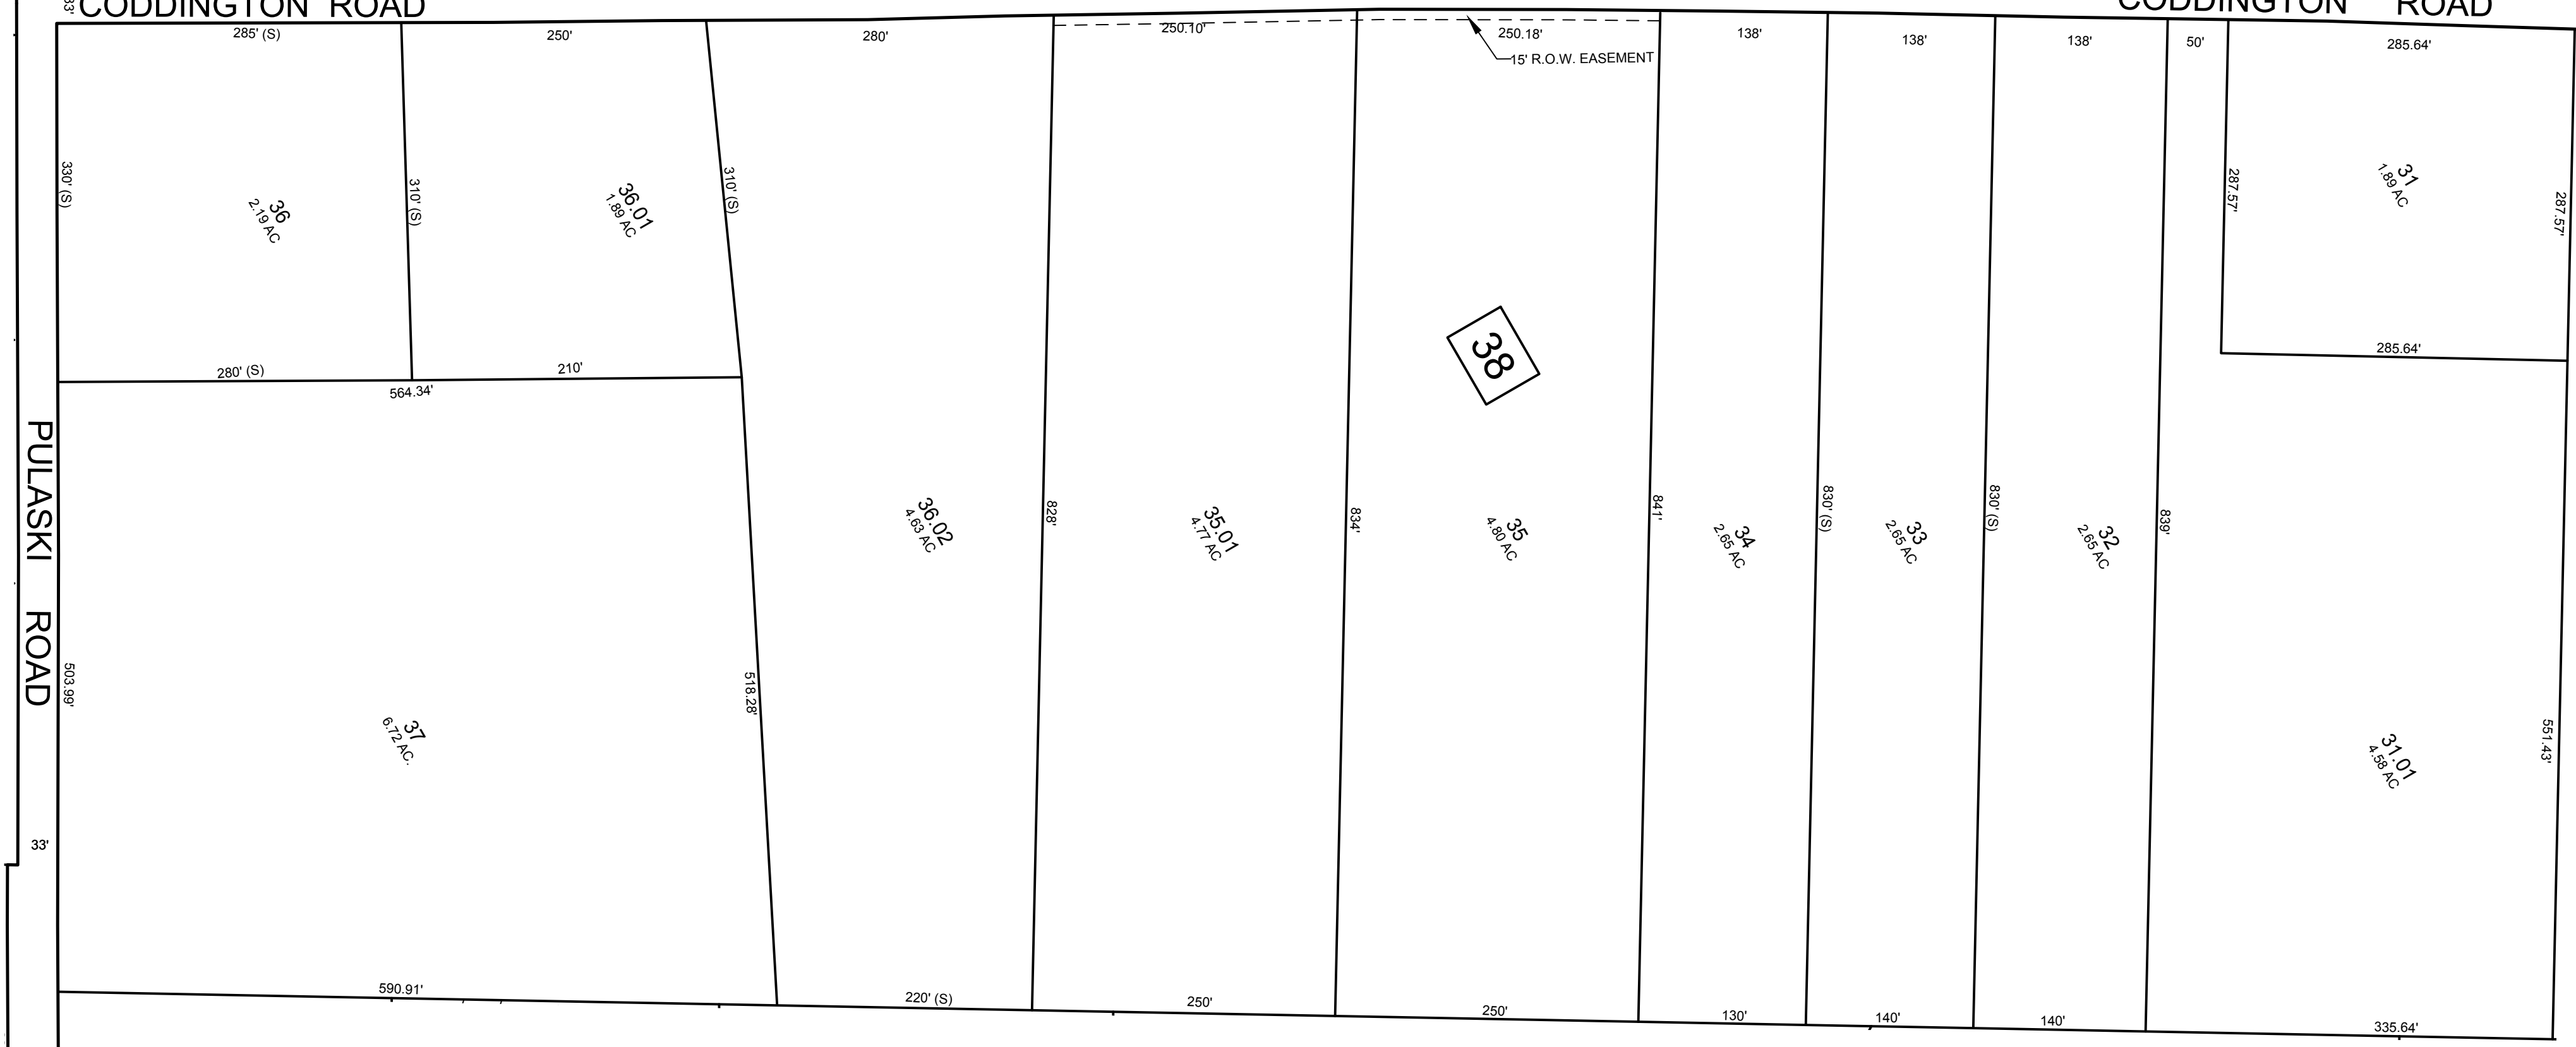 CODDINGTON ROAD
CODDINGTON ROAD
33'
285' (S)
250'
280'
250.10'
250.18'
138'
138'
138'
50'
285.64'
15' R.O.W. EASEMENT
330' (S)
36
2.19 AC
310' (S)
36.01
1.89 AC
310' (S)
287.57'
31
1.89 AC
287.57'
38
280' (S)
210'
564.34'
285.64'
PULASKI ROAD
36.02
4.63 AC
828'
35.01
4.77 AC
834'
35
4.80 AC
841'
34
2.65 AC
830' (S)
33
2.65 AC
830' (S)
32
2.65 AC
839'
503.99'
37
6.72 AC.
518.28'
31.01
4.58 AC
551.43'
33'
590.91'
220' (S)
250'
250'
130'
140'
140'
335.64'